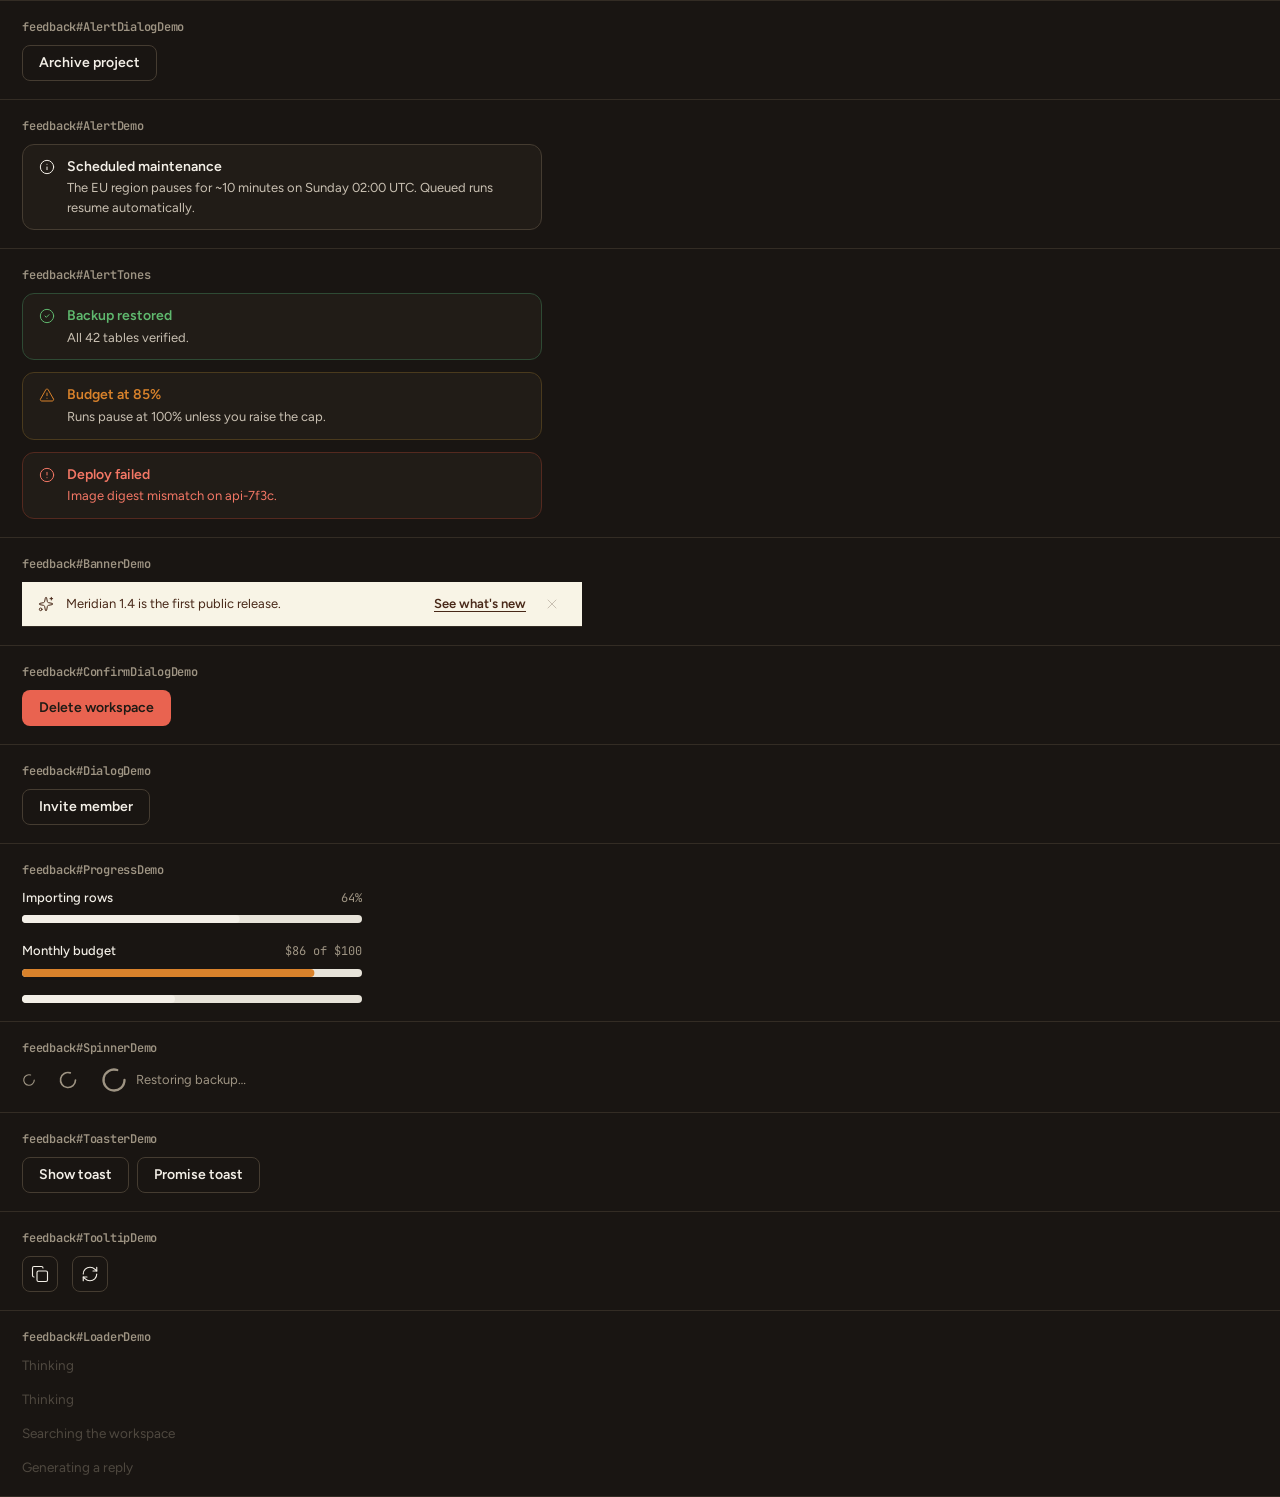 feedback#AlertDialogDemo
Archive project
feedback#AlertDemo
Scheduled maintenance
The EU region pauses for ~10 minutes on Sunday 02:00 UTC. Queued runs
resume automatically.
feedback#AlertTones
Backup restored
All 42 tables verified.
Budget at 85%
Runs pause at 100% unless you raise the cap.
Deploy failed
Image digest mismatch on api-7f3c.
feedback#BannerDemo
Meridian 1.4 is the first public release. See what's new
feedback#ConfirmDialogDemo
Delete workspace
feedback#DialogDemo
Invite member
feedback#ProgressDemo
Importing rows 64%
Monthly budget $86 of $100
feedback#SpinnerDemo
Restoring backup…
feedback#ToasterDemo
Show toast Promise toast
feedback#TooltipDemo
feedback#LoaderDemo
Thinking
Thinking
Searching the workspace
Generating a reply